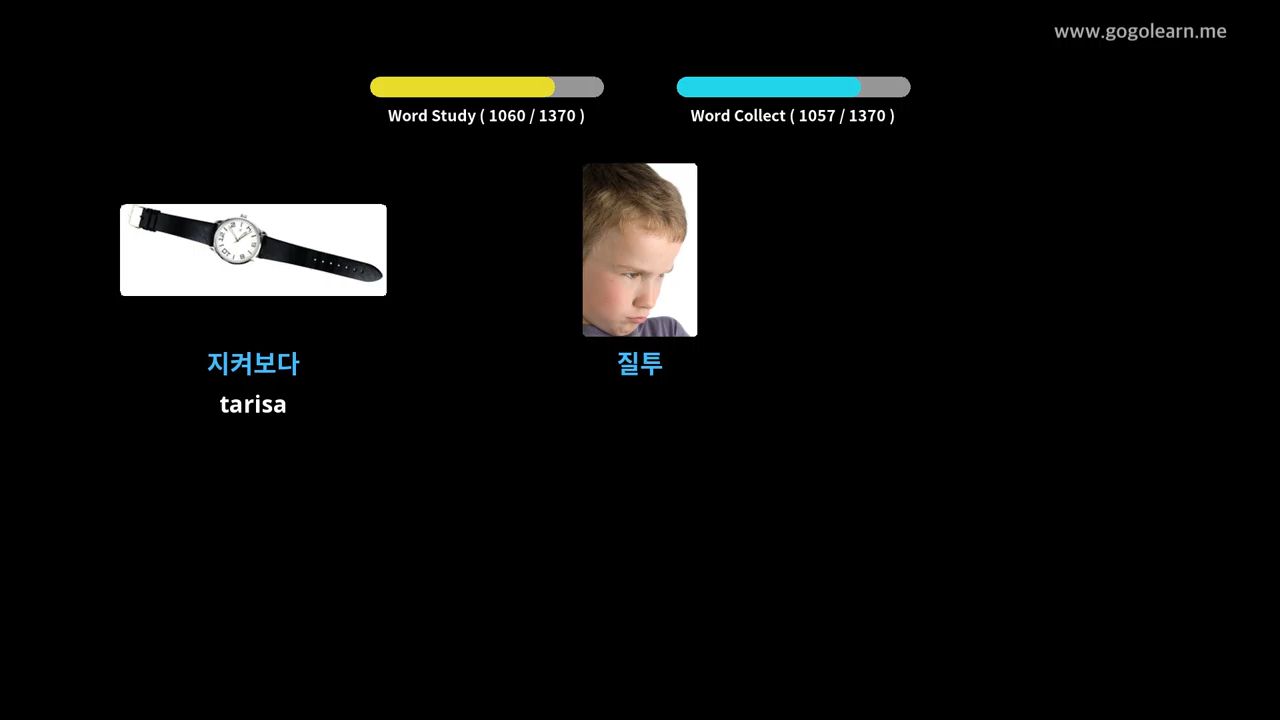 www.gogolearn.me
Word Study ( 1060 / 1370 )
Word Collect ( 1057 / 1370 )
지켜보다
tarisa
질투